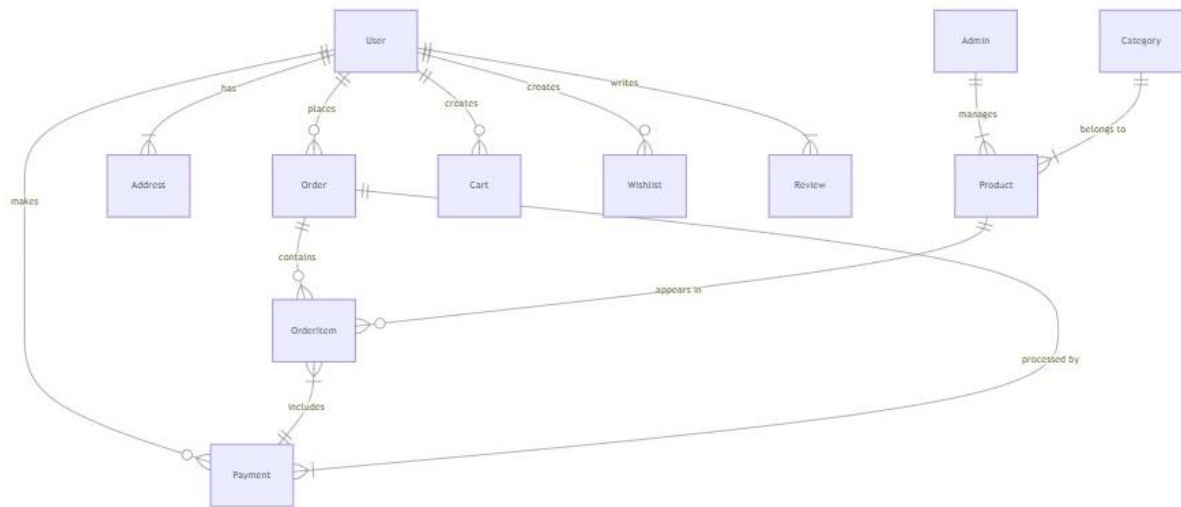 User
Admin
Category
has
places
creates
creates
writes
manages
belongs to
Address
Order
Cart
Wishlist
Review
Product
makes
contains
appears in
OrderItem
processed by
includes
Payment